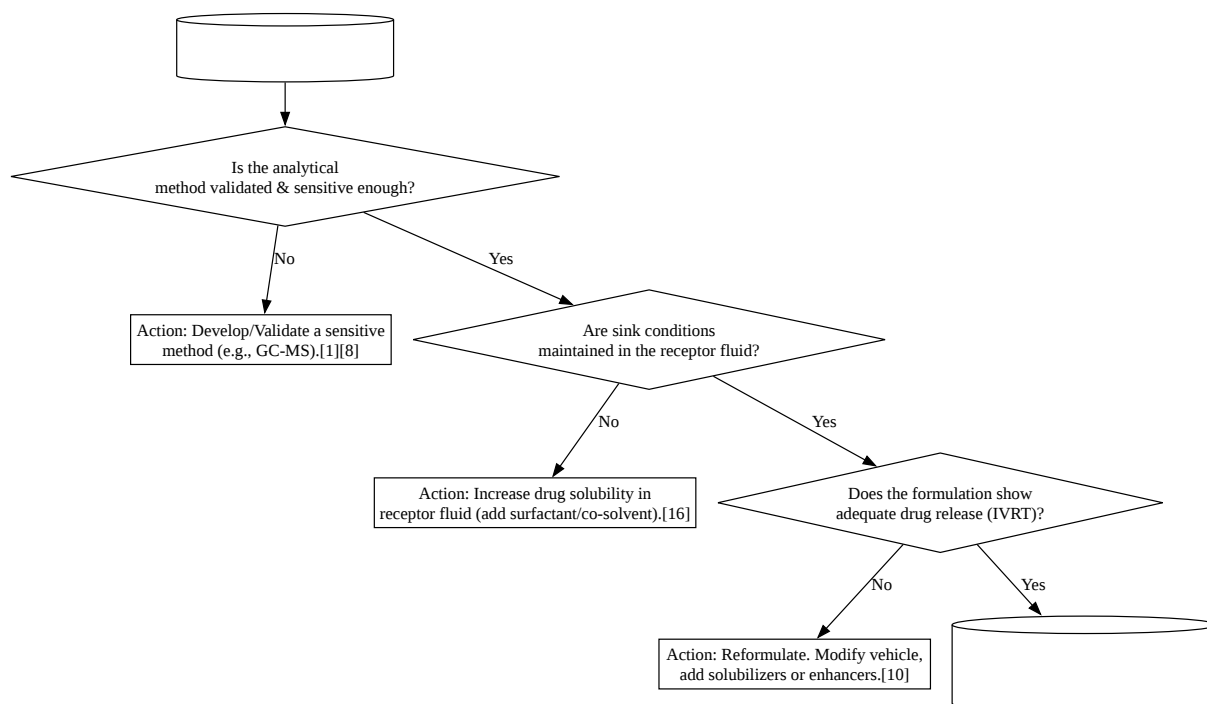 Is the analytical
method validated & sensitive enough?
No
Yes
Action: Develop/Validate a sensitive
method (e.g., GC-MS).[1][8]
Are sink conditions
maintained in the receptor fluid?
No
Yes
Action: Increase drug solubility in
receptor fluid (add surfactant/co-solvent).[16]
Does the formulation show
adequate drug release (IVRT)?
No
Yes
Action: Reformulate. Modify vehicle,
add solubilizers or enhancers.[10]